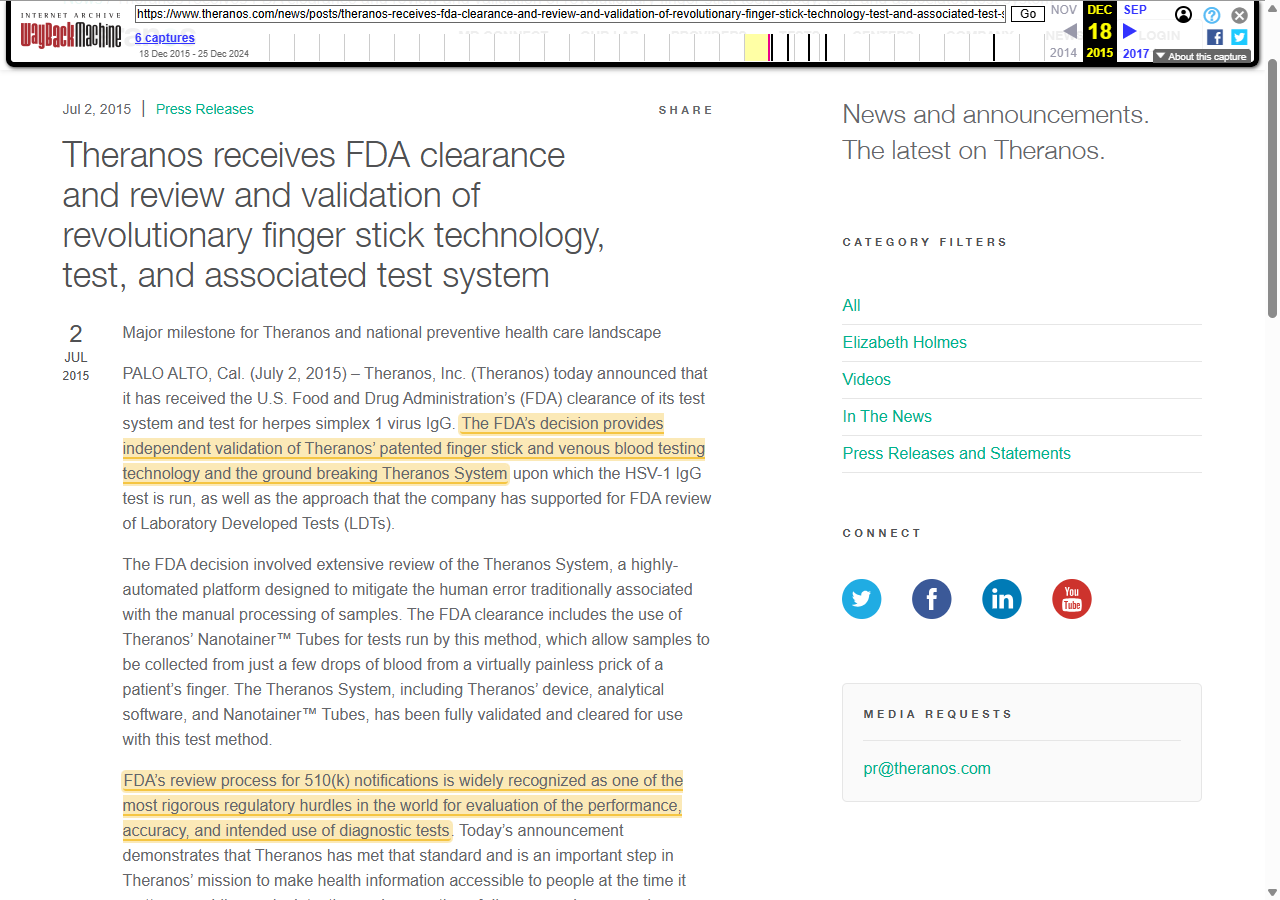 INTERNET ARCHIVE
WayBackMachine
https://www.theranos.com/news/posts/theranos-receives-fda-clearance-and-review-and-validation-of-revolutionary-finger-stick-technology-test-and-associated-test-s
Go
6 captures
18 Dec 2015 - 25 Dec 2024
NOV
DEC
SEP
18
2014
2015
2017
About this capture
LOGIN
Jul 2, 2015
Press Releases
SHARE
Theranos receives FDA clearance
and review and validation of
revolutionary finger stick technology,
test, and associated test system
2
JUL
2015
Major milestone for Theranos and national preventive health care landscape
PALO ALTO, Cal. (July 2, 2015) – Theranos, Inc. (Theranos) today announced that
it has received the U.S. Food and Drug Administration’s (FDA) clearance of its test
system and test for herpes simplex 1 virus IgG. The FDA’s decision provides
independent validation of Theranos’ patented finger stick and venous blood testing
technology and the ground breaking Theranos System upon which the HSV-1 IgG
test is run, as well as the approach that the company has supported for FDA review
of Laboratory Developed Tests (LDTs).
The FDA decision involved extensive review of the Theranos System, a highly-
automated platform designed to mitigate the human error traditionally associated
with the manual processing of samples. The FDA clearance includes the use of
Theranos’ Nanotainer™ Tubes for tests run by this method, which allow samples to
be collected from just a few drops of blood from a virtually painless prick of a
patient’s finger. The Theranos System, including Theranos’ device, analytical
software, and Nanotainer™ Tubes, has been fully validated and cleared for use
with this test method.
FDA’s review process for 510(k) notifications is widely recognized as one of the
most rigorous regulatory hurdles in the world for evaluation of the performance,
accuracy, and intended use of diagnostic tests. Today’s announcement
demonstrates that Theranos has met that standard and is an important step in
Theranos’ mission to make health information accessible to people at the time it
News and announcements.
The latest on Theranos.
CATEGORY FILTERS
All
Elizabeth Holmes
Videos
In The News
Press Releases and Statements
CONNECT
You
Tube
MEDIA REQUESTS
pr@theranos.com